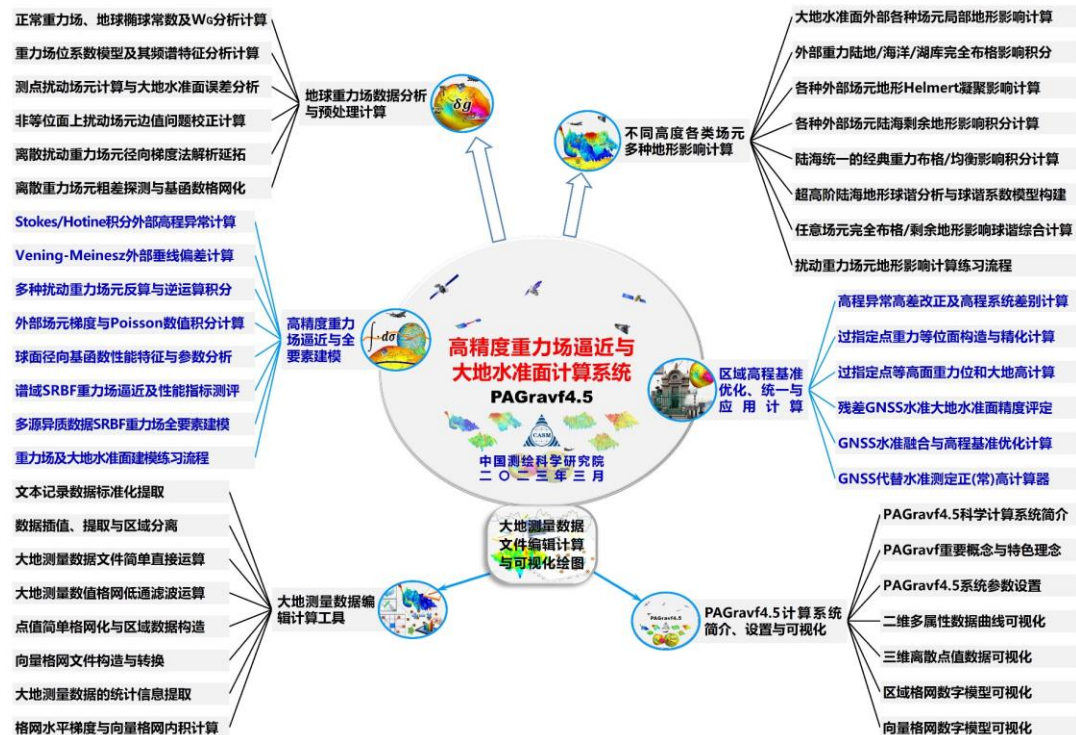 正常重力场、地球椭球常数及WG分析计算
重力场位系数模型及其频谱特征分析计算
测点扰动场元计算与大地水准面误差分析
非等位面上扰动场元边值问题校正计算
离散扰动重力场元径向梯度法解析延拓
离散重力场元粗差探测与基函数格网化
地球重力场数据分析
与预处理计算
δg
大地水准面外部各种场元局部地形影响计算
外部重力陆地/海洋/湖库完全布格影响积分
各种外部场元地形Helmert凝聚影响计算
各种外部场元陆海剩余地形影响积分计算
陆海统一的经典重力布格/均衡影响积分计算
超高阶陆海地形球谐分析与球谐系数模型构建
任意场元完全布格/剩余地形影响球谐综合计算
扰动重力场元地形影响计算练习流程
不同高度各类场元
多种地形影响计算
Stokes/Hotine积分外部高程异常计算
Vening-Meinesz外部垂线偏差计算
多种扰动重力场元反算与逆运算积分
外部场元梯度与Poisson数值积分计算
球面径向基函数性能特征与参数分析
谱域SRBF重力场逼近及性能指标测评
多源异质数据SRBF重力场全要素建模
重力场及大地水准面建模练习流程
高精度重力
场逼近与全
要素建模
∫·dσ
高精度重力场逼近与
大地水准面计算系统
PAGravf4.5
CASM
中国测绘科学研究院
二〇二三年三月
区域高程基准
优化、统一与
应用计算
高程异常高差改正及高程系统差别计算
过指定点重力等位面构造与精化计算
过指定点等高面重力位和大地高计算
残差GNSS水准大地水准面精度评定
GNSS水准融合与高程基准优化计算
GNSS代替水准测定正(常)高计算器
大地测量数据
文件编辑计算
与可视化绘图
文本记录数据标准化提取
数据插值、提取与区域分离
大地测量数据文件简单直接运算
大地测量数值格网低通滤波运算
点值简单格网化与区域数据构造
向量格网文件构造与转换
大地测量数据的统计信息提取
格网水平梯度与向量格网内积计算
大地测量数据编
辑计算工具
PAGravf4.5
PAGravf4.5计算系统
简介、设置与可视化
PAGravf4.5科学计算系统简介
PAGravf重要概念与特色理念
PAGravf4.5系统参数设置
二维多属性数据曲线可视化
三维离散点值数据可视化
区域格网数字模型可视化
向量格网数字模型可视化